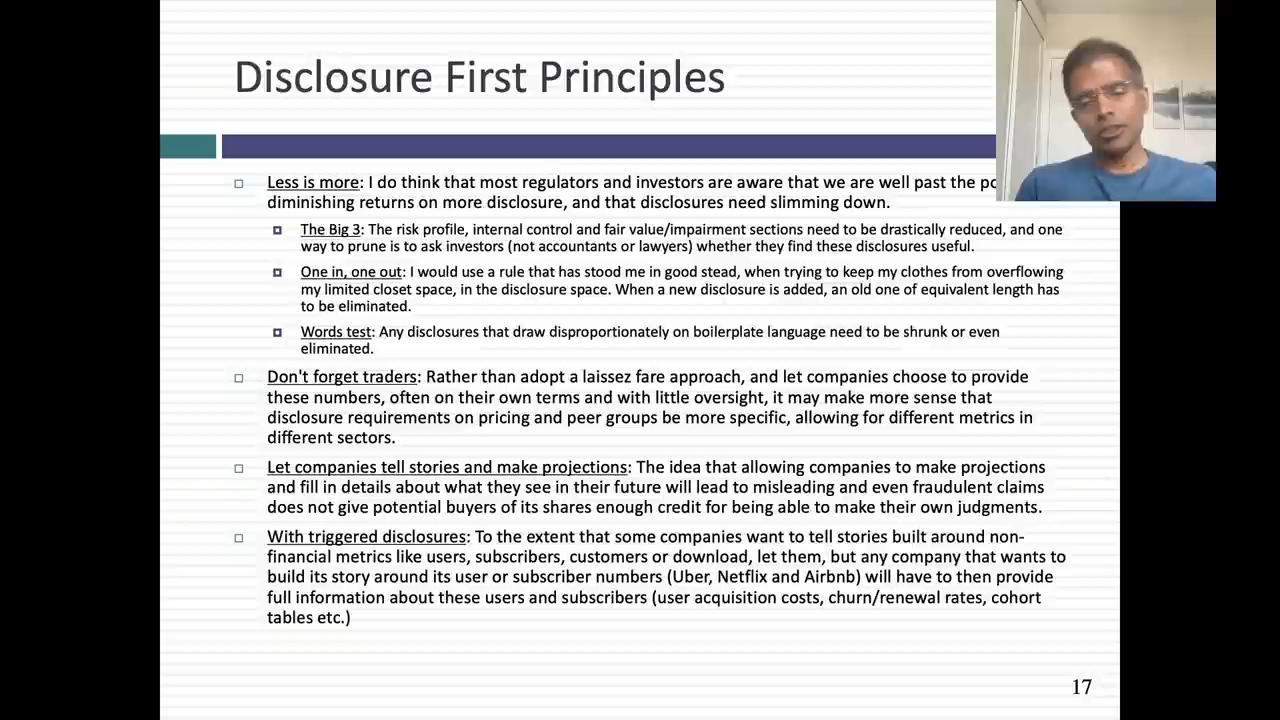 Disclosure First Principles
Less is more: I do think that most regulators and investors are aware that we are well past the
diminishing returns on more disclosure, and that disclosures need slimming down.
The Big 3: The risk profile, internal control and fair value/impairment sections need to be drastically reduced, and one
way to prune is to ask investors (not accountants or lawyers) whether they find these disclosures useful.
One in, one out: I would use a rule that has stood me in good stead, when trying to keep my clothes from overflowing
my limited closet space, in the disclosure space. When a new disclosure is added, an old one of equivalent length has
to be eliminated.
Words test: Any disclosures that draw disproportionately on boilerplate language need to be shrunk or even
eliminated.
Don't forget traders: Rather than adopt a laissez fare approach, and let companies choose to provide
these numbers, often on their own terms and with little oversight, it may make more sense that
disclosure requirements on pricing and peer groups be more specific, allowing for different metrics in
different sectors.
Let companies tell stories and make projections: The idea that allowing companies to make projections
and fill in details about what they see in their future will lead to misleading and even fraudulent claims
does not give potential buyers of its shares enough credit for being able to make their own judgments.
With triggered disclosures: To the extent that some companies want to tell stories built around non-
financial metrics like users, subscribers, customers or download, let them, but any company that wants to
build its story around its user or subscriber numbers (Uber, Netflix and Airbnb) will have to then provide
full information about these users and subscribers (user acquisition costs, churn/renewal rates, cohort
tables etc.)
17